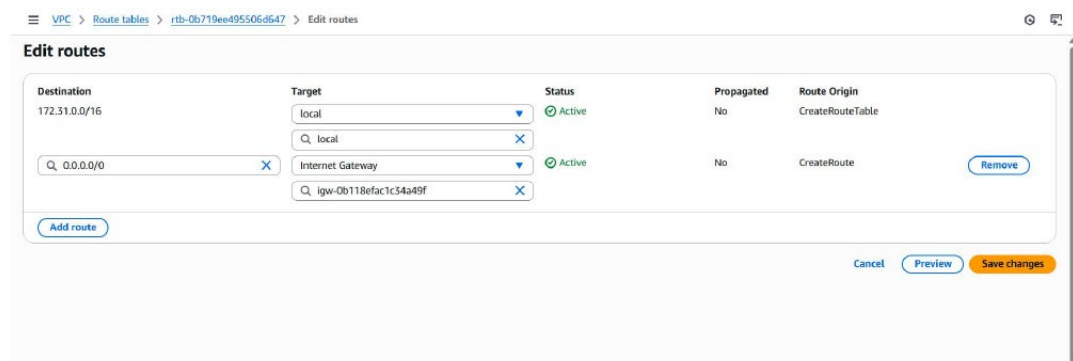 VPC > Route tables > rtb-0b719ee495506d647 > Edit routes
Edit routes
Destination Target Status Propagated Route Origin
172.31.0.0/16 local Active No CreateRouteTable
local
0.0.0.0/0 Internet Gateway Active No CreateRoute Remove
igw-0b118efac1c34a49f
Add route
Cancel Preview Save changes